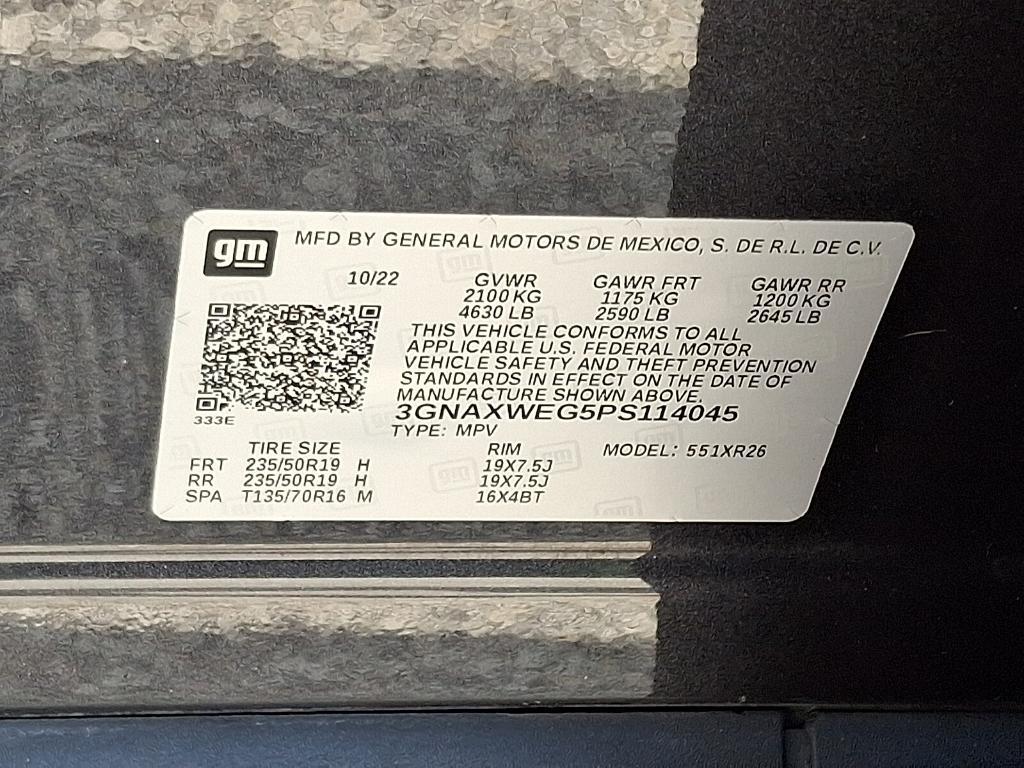 gm MFD BY GENERAL MOTORS DE MEXICO, S. DE R.L. DE C.V.
10/22 GVWR GAWR FRT GAWR RR
2100 KG 1175 KG 1200 KG
4630 LB 2590 LB 2645 LB
THIS VEHICLE CONFORMS TO ALL
APPLICABLE U.S. FEDERAL MOTOR
VEHICLE SAFETY AND THEFT PREVENTION
STANDARDS IN EFFECT ON THE DATE OF
MANUFACTURE SHOWN ABOVE.
3GNAXWEG5PS114045
333E
TYPE: MPV
TIRE SIZE RIM MODEL: 551XR26
FRT 235/50R19 H 19X7.5J
RR 235/50R19 H 19X7.5J
SPA T135/70R16 M 16X4BT